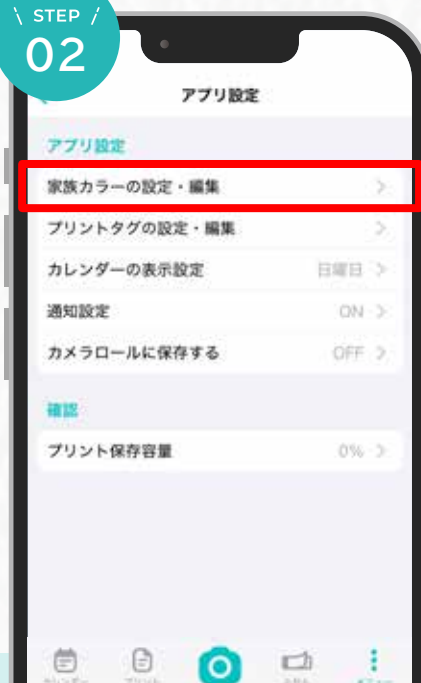 \ STEP /
02
アプリ設定
アプリ設定
家族カラーの設定・編集
プリントタグの設定・編集
カレンダーの表示設定 日曜日
通知設定 ON
カメラロールに保存する OFF
確認
プリント保存容量 0%